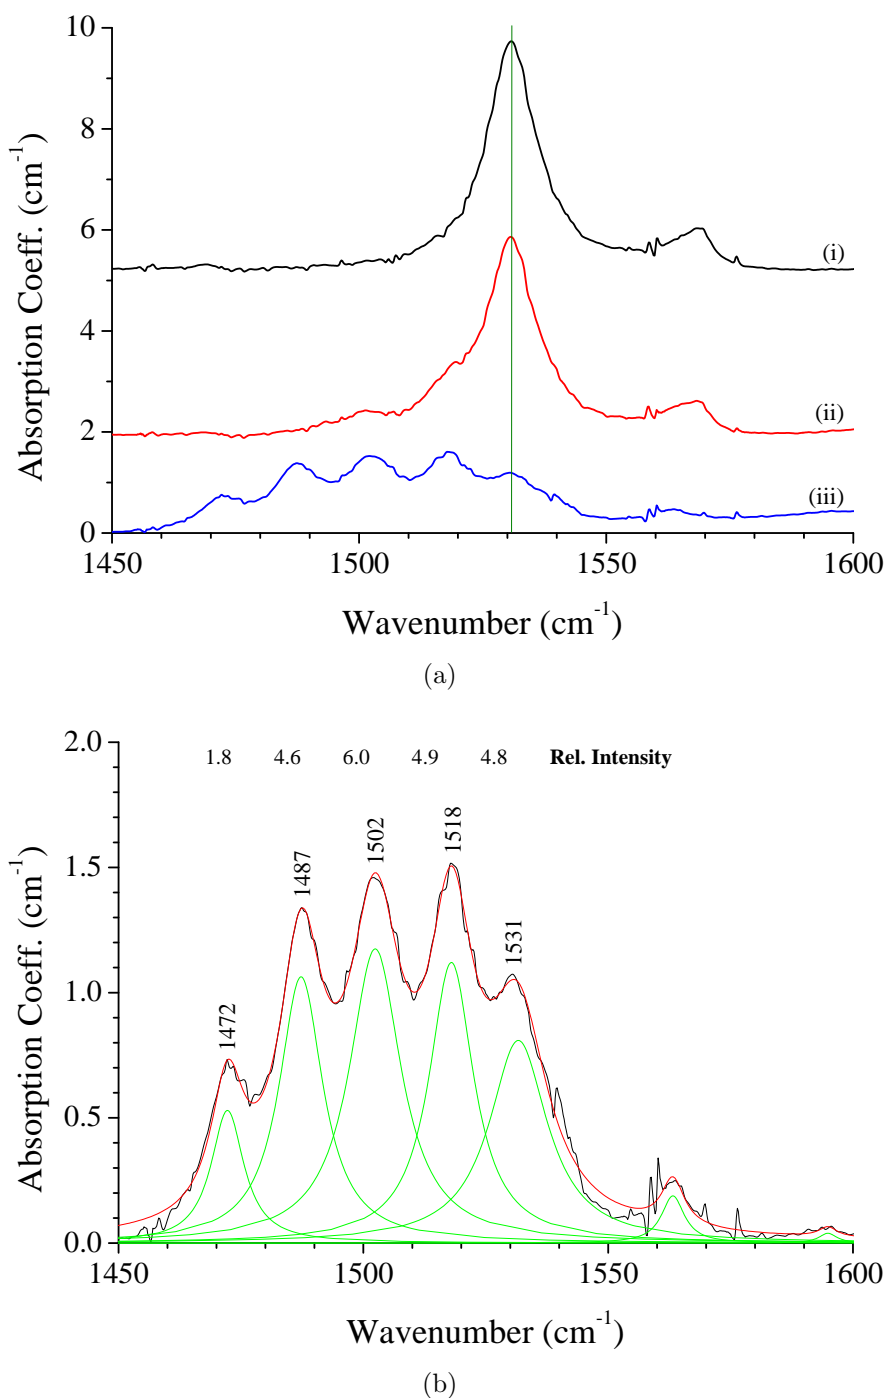 10
8
6
4
2
0
Absorption Coeff. (cm⁻¹)
(i)
(ii)
(iii)
1450 1500 1550 1600
Wavenumber (cm⁻¹)
(a)
2.0
1.5
1.0
0.5
0.0
Absorption Coeff. (cm⁻¹)
1.8 4.6 6.0 4.9 4.8 Rel. Intensity
1472
1487
1502
1518
1531
1450 1500 1550 1600
Wavenumber (cm⁻¹)
(b)